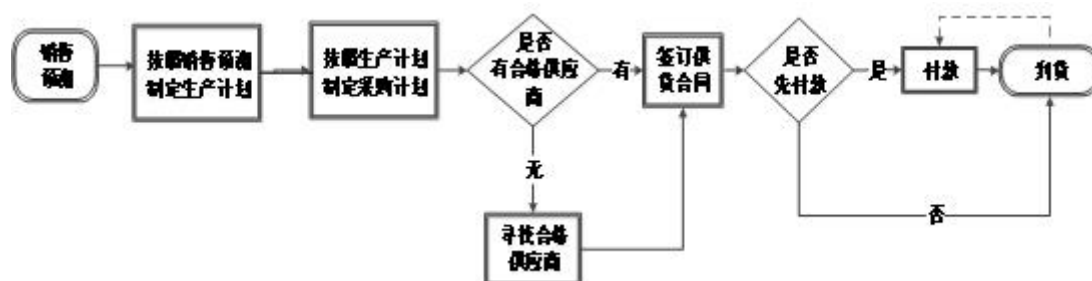 销售
预测
按照销售预测
制定生产计划
按照生产计划
制定采购计划
是否
有合格供应
商
有
签订供
货合同
是否
先付款
是
付款
到货
无
寻找合格
供应商
否